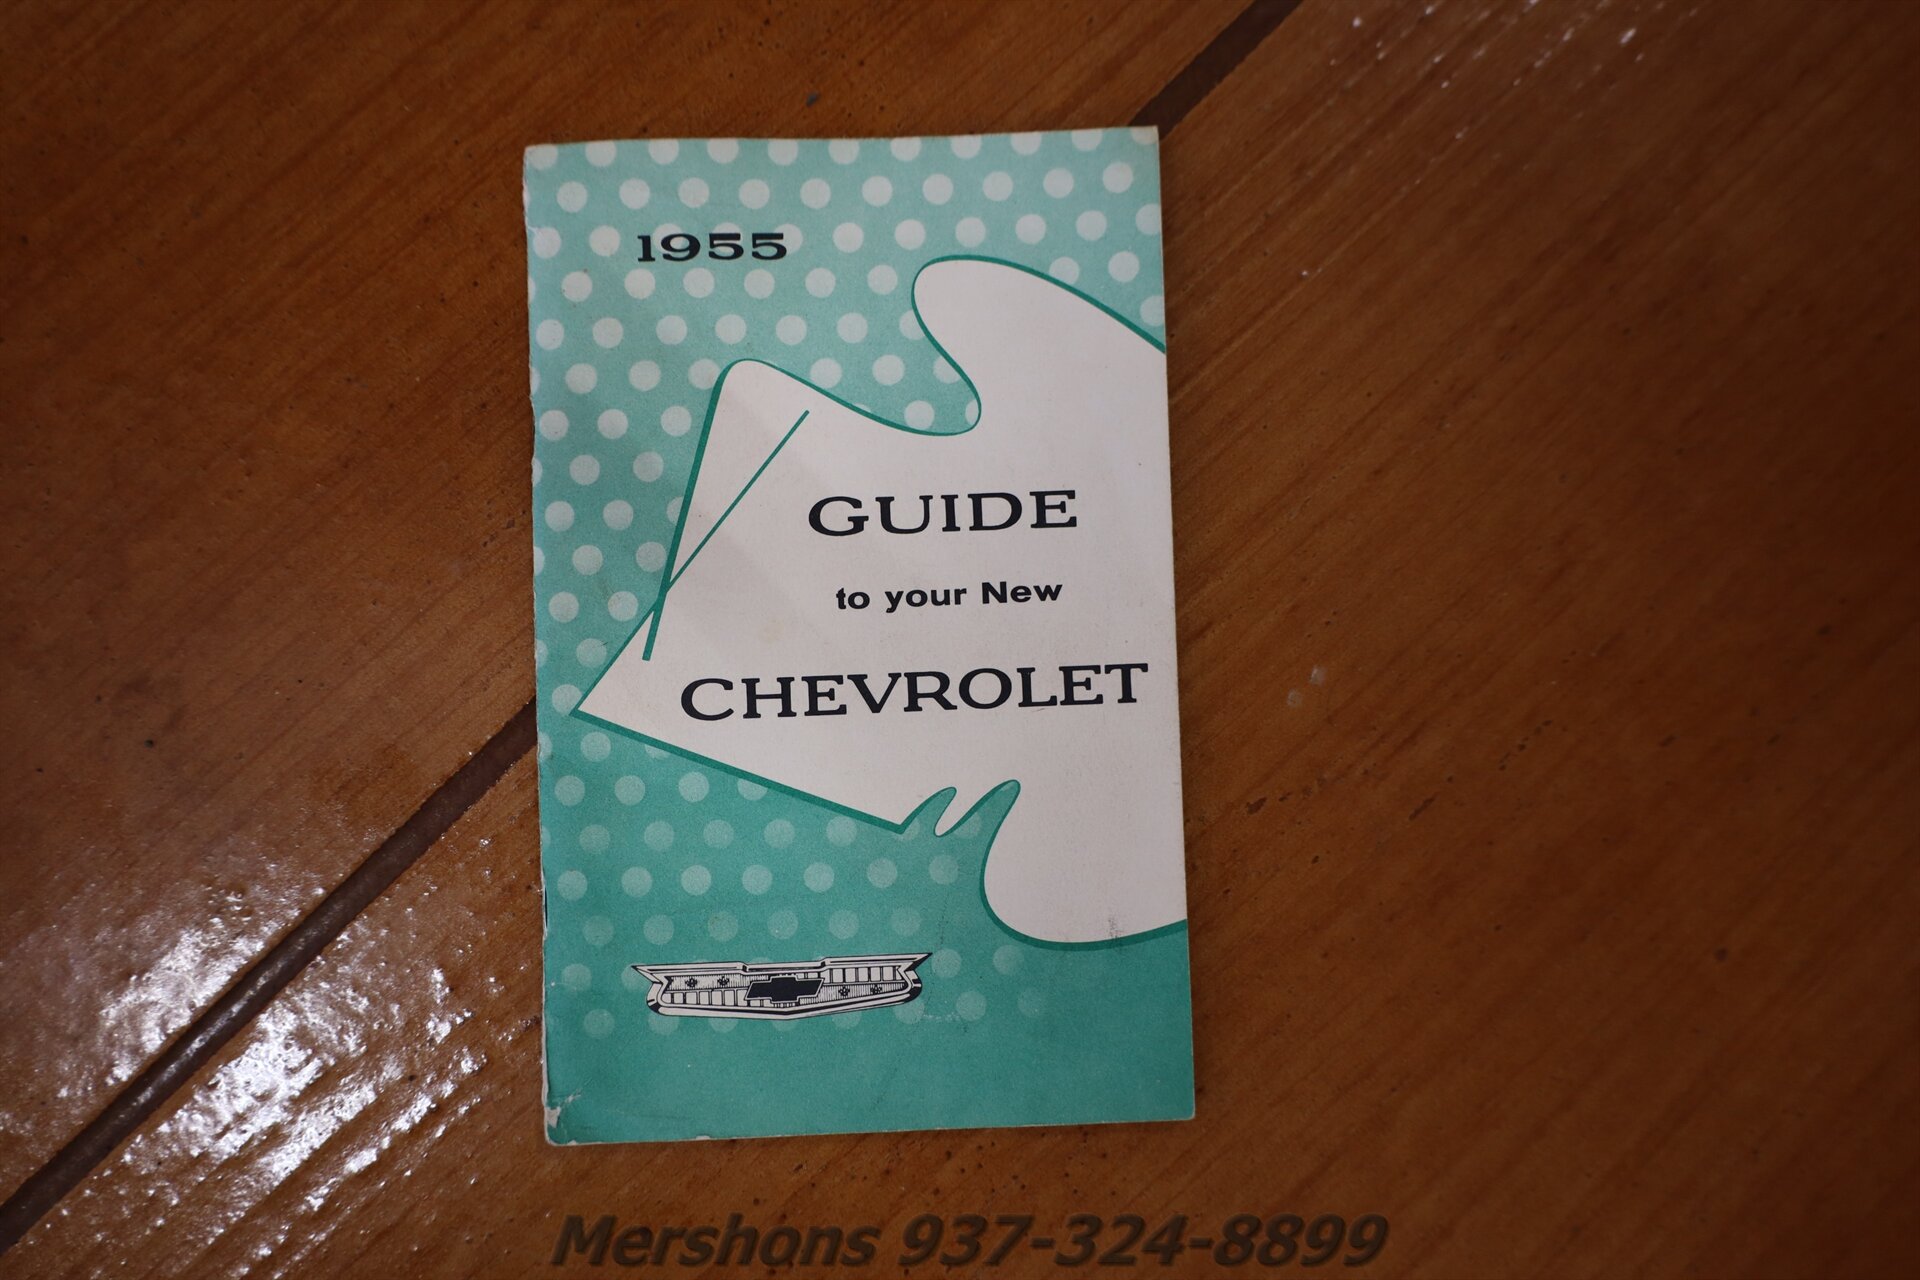 1955
GUIDE
to your New
CHEVROLET
Mershons 937-324-8899